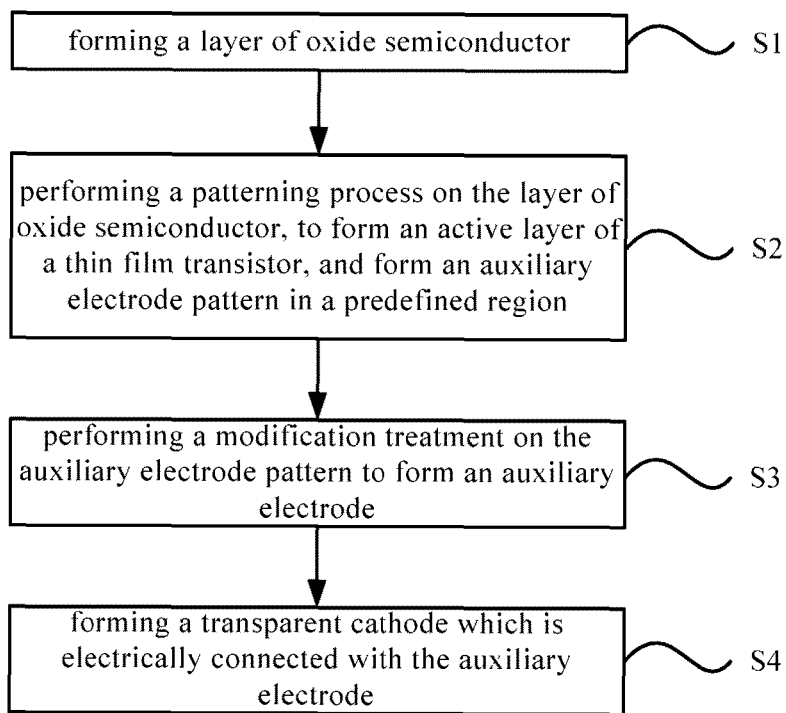 forming a layer of oxide semiconductor
S1
performing a patterning process on the layer of
oxide semiconductor, to form an active layer of
a thin film transistor, and form an auxiliary
electrode pattern in a predefined region
S2
performing a modification treatment on the
auxiliary electrode pattern to form an auxiliary
electrode
S3
forming a transparent cathode which is
electrically connected with the auxiliary
electrode
S4